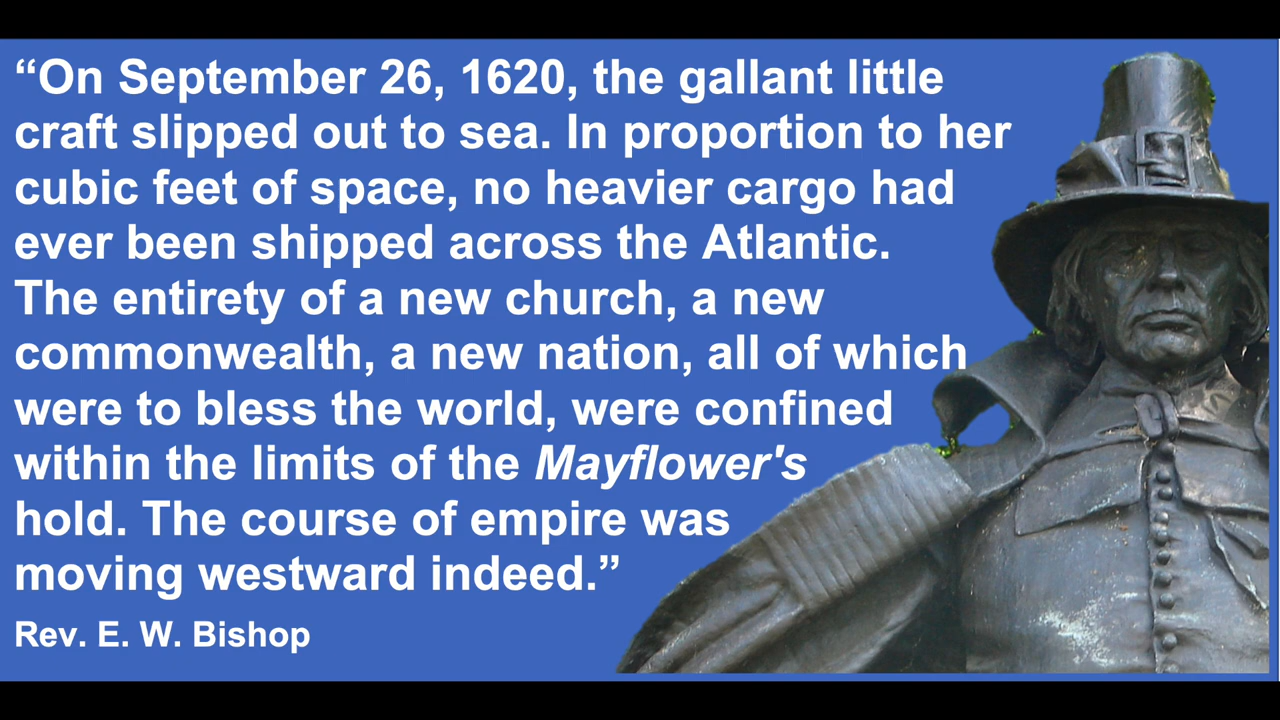 “On September 26, 1620, the gallant little
craft slipped out to sea. In proportion to her
cubic feet of space, no heavier cargo had
ever been shipped across the Atlantic.
The entirety of a new church, a new
commonwealth, a new nation, all of which
were to bless the world, were confined
within the limits of the Mayflower's
hold. The course of empire was
moving westward indeed.”
Rev. E. W. Bishop